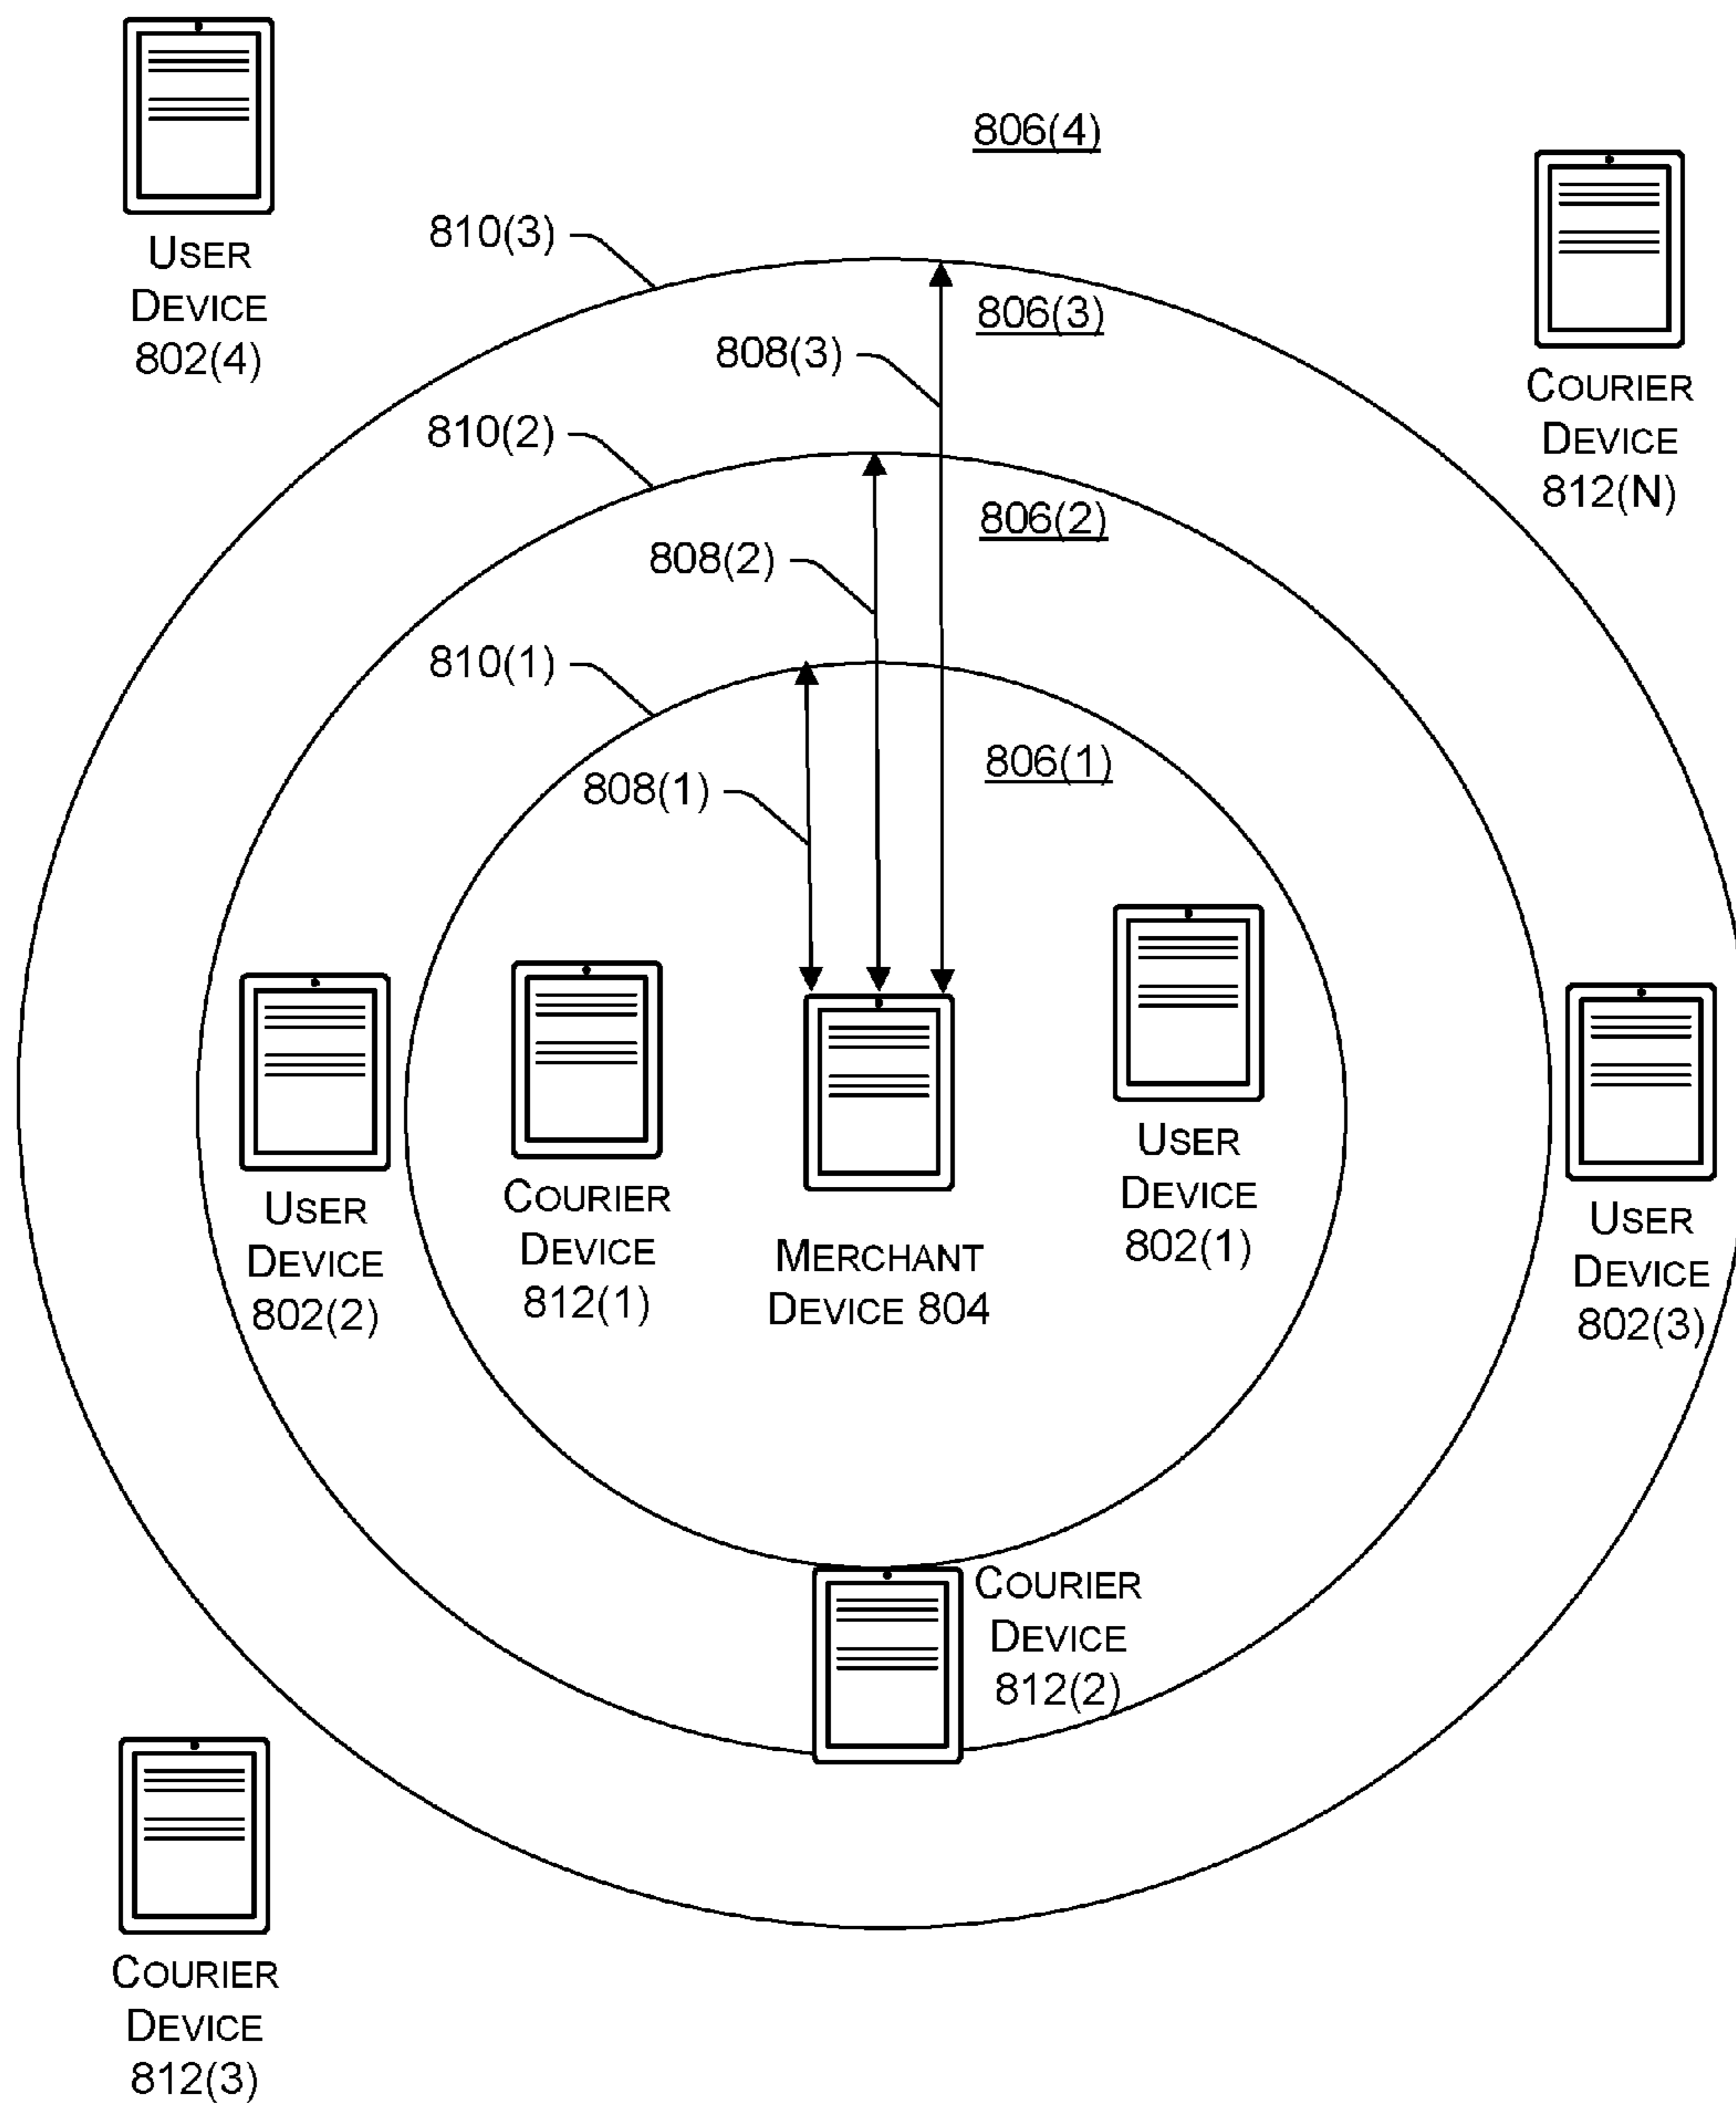 806(4)
USER
DEVICE
802(4)
810(3)
806(3)
808(3)
COURIER
DEVICE
812(N)
810(2)
806(2)
808(2)
810(1)
806(1)
808(1)
USER
DEVICE
802(2)
COURIER
DEVICE
812(1)
MERCHANT
DEVICE 804
USER
DEVICE
802(1)
USER
DEVICE
802(3)
COURIER
DEVICE
812(2)
COURIER
DEVICE
812(3)